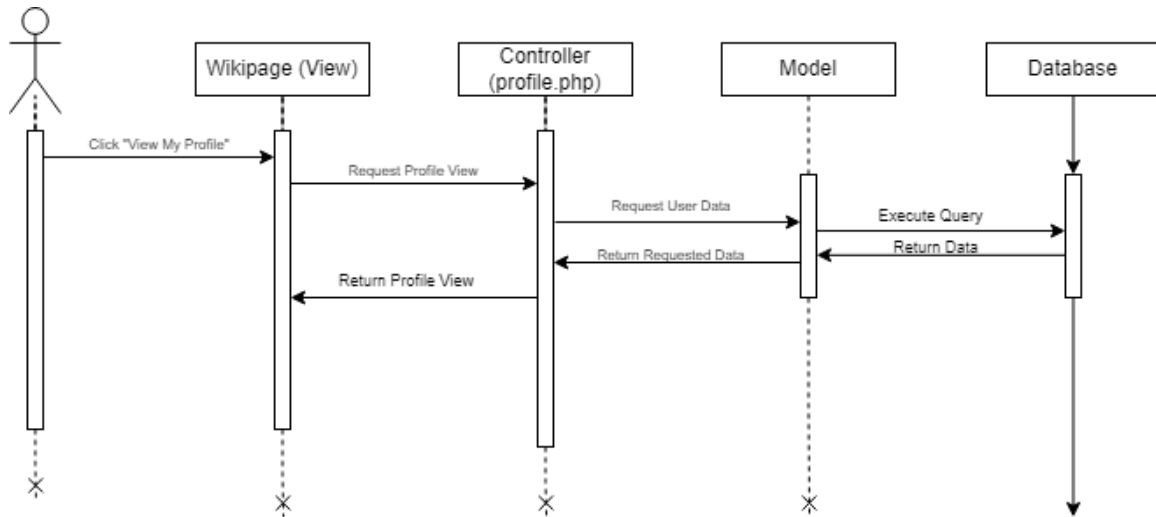 Wikipage (View)
Controller
(profile.php)
Model
Database
Click "View My Profile"
Request Profile View
Request User Data
Execute Query
Return Data
Return Requested Data
Return Profile View